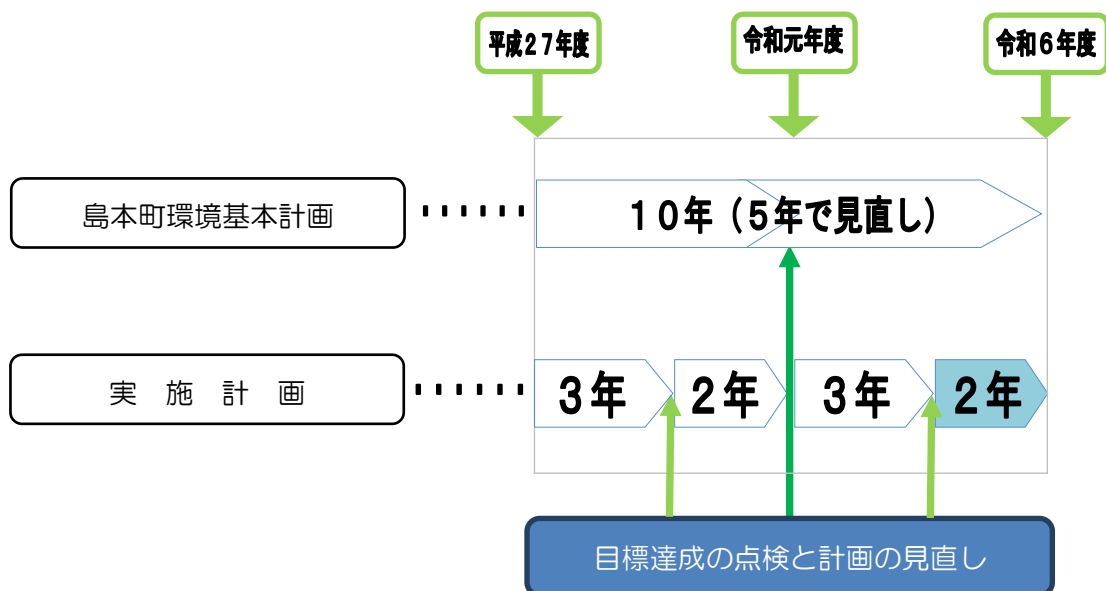 平成27年度
令和元年度
令和6年度
島本町環境基本計画
10年（5年で見直し）
実 施 計 画
3年
2年
3年
2年
目標達成の点検と計画の見直し